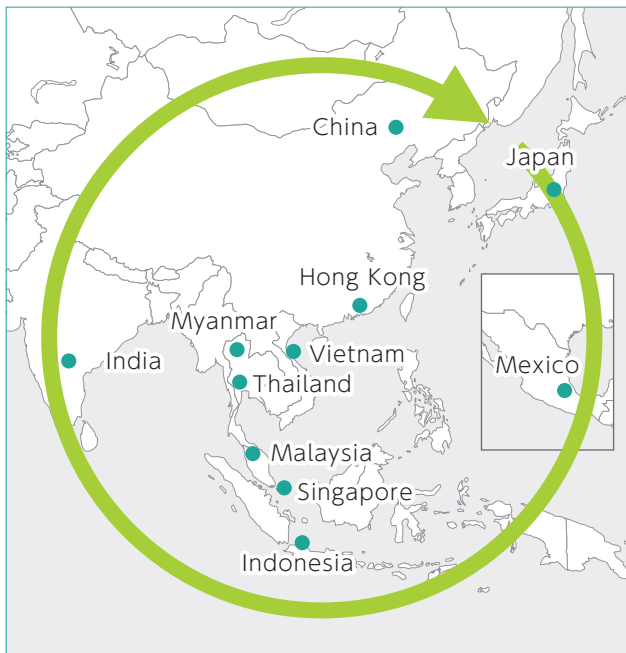 China
Japan
Hong Kong
Myanmar
Vietnam
India
Mexico
Thailand
Malaysia
Singapore
Indonesia